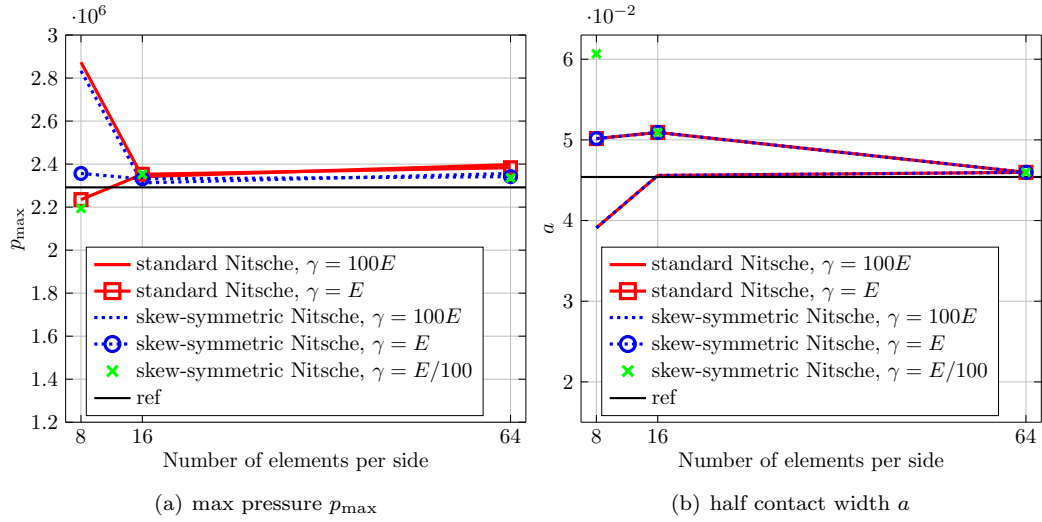 ·10⁶
3
2.8
2.6
2.4
2.2
2
1.8
1.6
1.4
1.2
p_max
standard Nitsche, γ = 100E
standard Nitsche, γ = E
skew-symmetric Nitsche, γ = 100E
skew-symmetric Nitsche, γ = E
skew-symmetric Nitsche, γ = E/100
ref
8 16 64
Number of elements per side
(a) max pressure p_max
·10⁻²
6
5
4
3
2
a
standard Nitsche, γ = 100E
standard Nitsche, γ = E
skew-symmetric Nitsche, γ = 100E
skew-symmetric Nitsche, γ = E
skew-symmetric Nitsche, γ = E/100
ref
8 16 64
Number of elements per side
(b) half contact width a